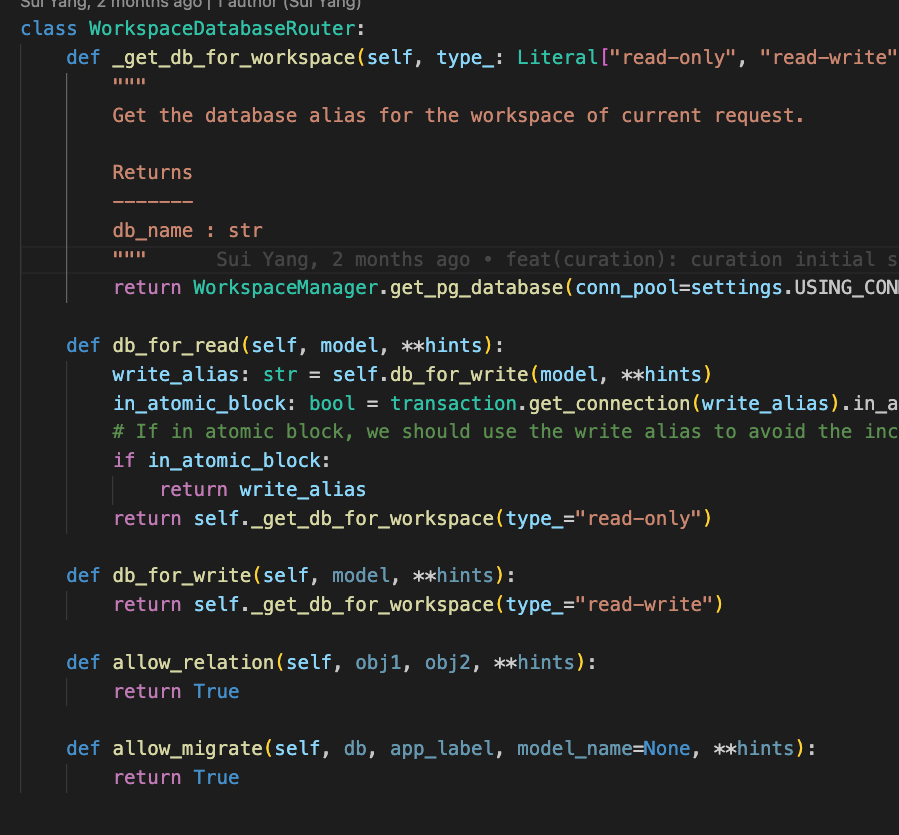 Sui Yang, 2 months ago | 1 author (Sui Yang)
class WorkspaceDatabaseRouter:
    def _get_db_for_workspace(self, type_: Literal["read-only", "read-write"
        """
        Get the database alias for the workspace of current request.

        Returns
        -------
        db_name : str
        """      Sui Yang, 2 months ago • feat(curation): curation initial s
        return WorkspaceManager.get_pg_database(conn_pool=settings.USING_CON

    def db_for_read(self, model, **hints):
        write_alias: str = self.db_for_write(model, **hints)
        in_atomic_block: bool = transaction.get_connection(write_alias).in_a
        # If in atomic block, we should use the write alias to avoid the inc
        if in_atomic_block:
            return write_alias
        return self._get_db_for_workspace(type_="read-only")

    def db_for_write(self, model, **hints):
        return self._get_db_for_workspace(type_="read-write")

    def allow_relation(self, obj1, obj2, **hints):
        return True

    def allow_migrate(self, db, app_label, model_name=None, **hints):
        return True